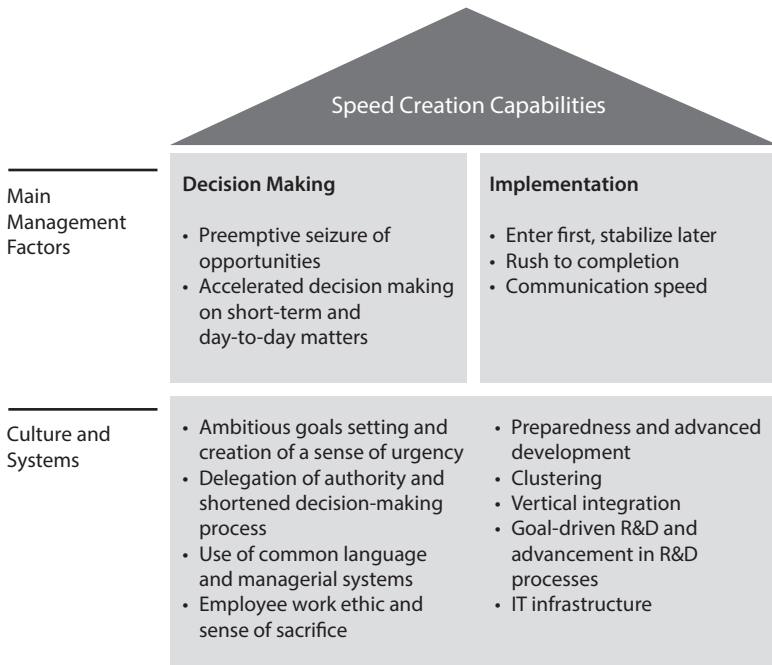 Speed Creation Capabilities
Main
Management
Factors
Decision Making
• Preemptive seizure of
opportunities
• Accelerated decision making
on short-term and
day-to-day matters
Implementation
• Enter first, stabilize later
• Rush to completion
• Communication speed
Culture and
Systems
• Ambitious goals setting and
creation of a sense of urgency
• Delegation of authority and
shortened decision-making
process
• Use of common language
and managerial systems
• Employee work ethic and
sense of sacrifice
• Preparedness and advanced
development
• Clustering
• Vertical integration
• Goal-driven R&D and
advancement in R&D
processes
• IT infrastructure